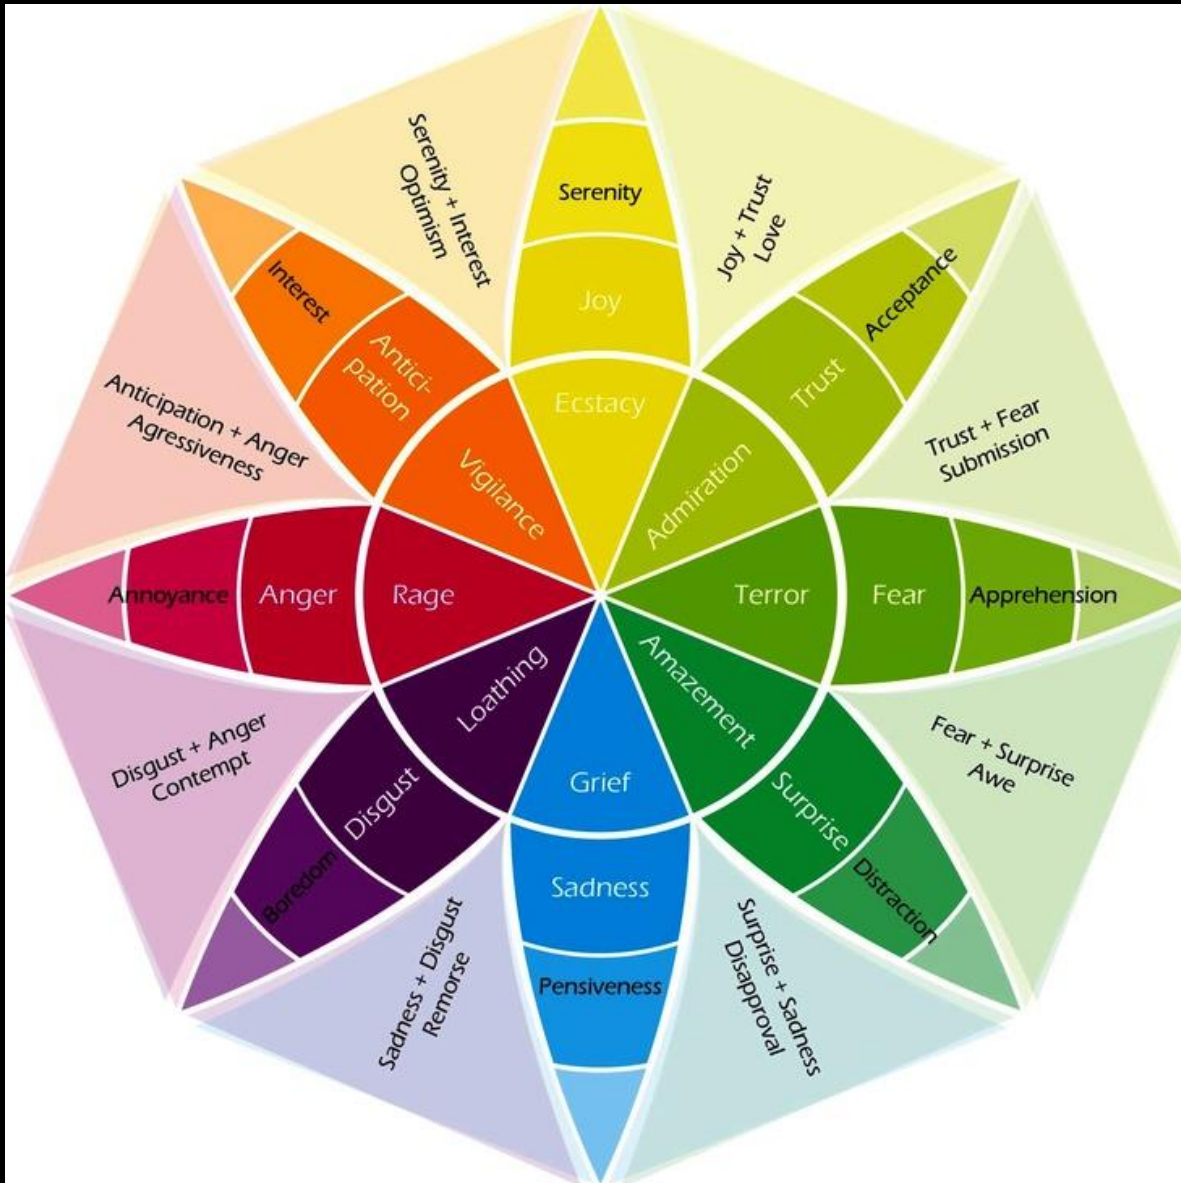 Serenity + Interest
Optimism
Serenity
Joy + Trust
Love
Joy
Interest
Antici-
pation
Acceptance
Trust
Anticipation + Anger
Agressiveness
Vigilance
Ecstacy
Admiration
Trust + Fear
Submission
Annoyance
Anger
Rage
Terror
Fear
Apprehension
Loathing
Amazement
Disgust + Anger
Contempt
Disgust
Boredom
Grief
Surprise
Distraction
Fear + Surprise
Awe
Sadness
Sadness + Disgust
Remorse
Pensiveness
Surprise + Sadness
Disapproval